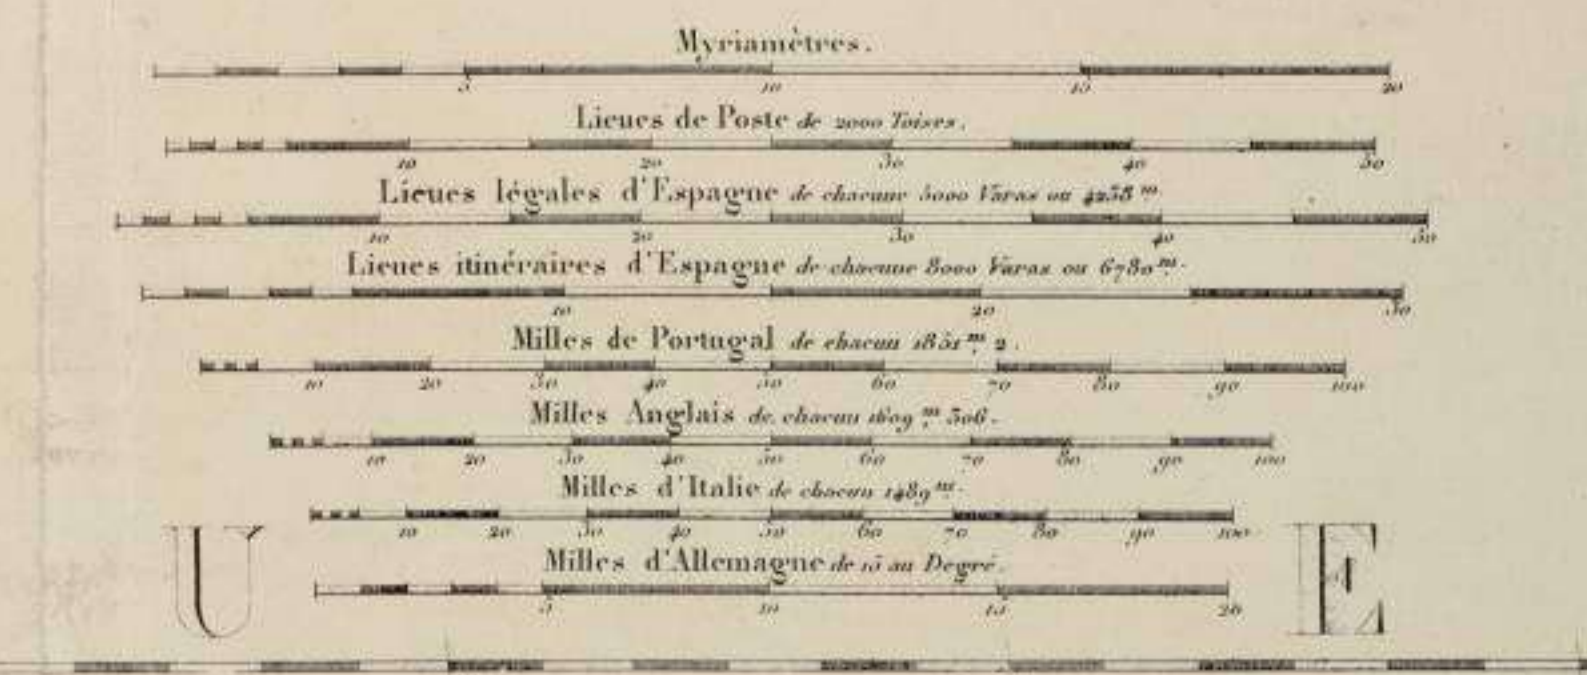 Myriamètres.
5 10 15 20
Lieues de Poste de 2000 Toises.
10 20 30 40 50
Lieues légales d'Espagne de chacune 5000 Varas ou 4238 m.
10 20 30 40 50
Lieues itinéraires d'Espagne de chacune 8000 Varas ou 6780 m.
10 20 30
Milles de Portugal de chacun 1851 m. 2.
10 20 30 40 50 60 70 80 90 100
Milles Anglais de chacun 1609 m. 306.
10 20 30 40 50 60 70 80 90 100
Milles d'Italie de chacun 1489 m.
10 20 30 40 50 60 70 80 90 100
Milles d'Allemagne de 15 au Degré.
5 10 15 20
U E